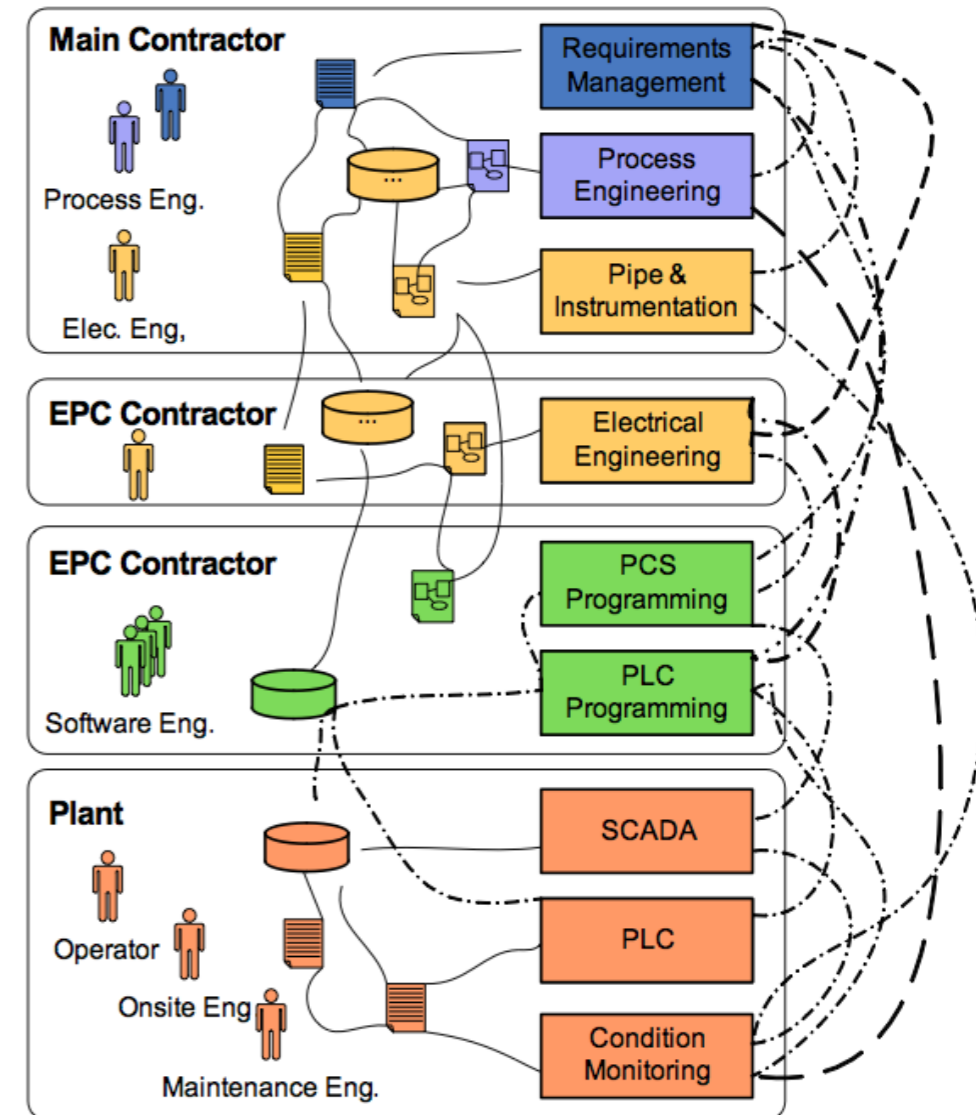 Main Contractor
Process Eng.
Elec. Eng,
...
Requirements
Management
Process
Engineering
Pipe &
Instrumentation
EPC Contractor
...
Electrical
Engineering
EPC Contractor
Software Eng.
PCS
Programming
PLC
Programming
Plant
Operator
Onsite Eng
Maintenance Eng.
SCADA
PLC
Condition
Monitoring